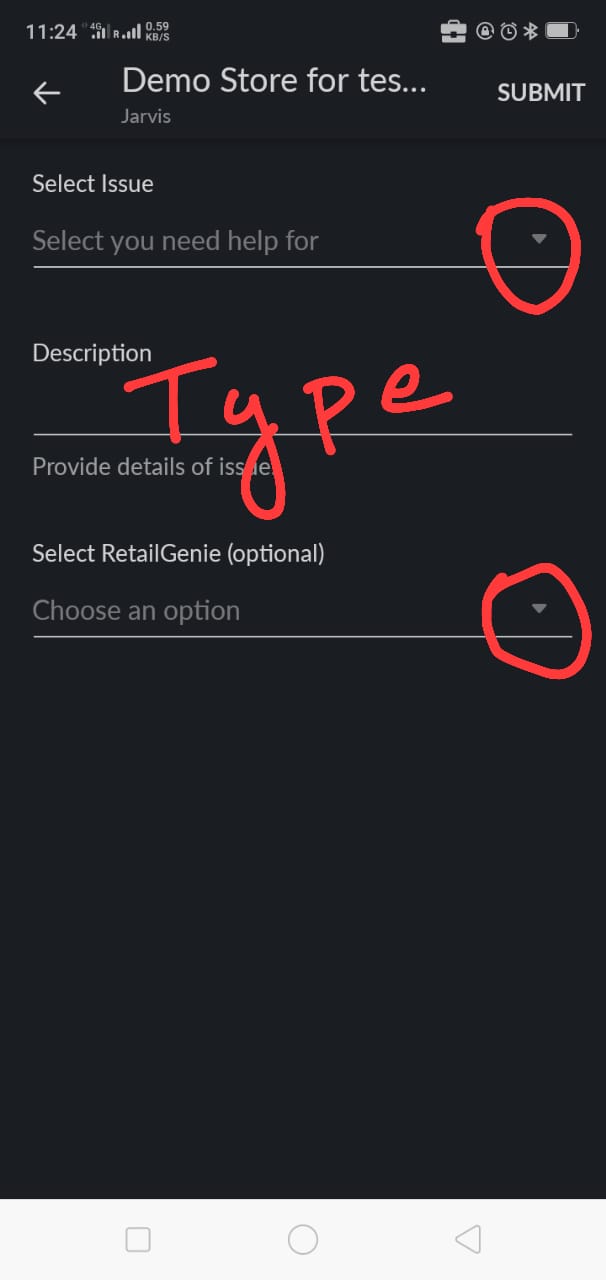 11:24 4G R 0.59 KB/S
Demo Store for tes...
Jarvis
SUBMIT
Select Issue
Select you need help for
Description
Type
Provide details of issue.
Select RetailGenie (optional)
Choose an option